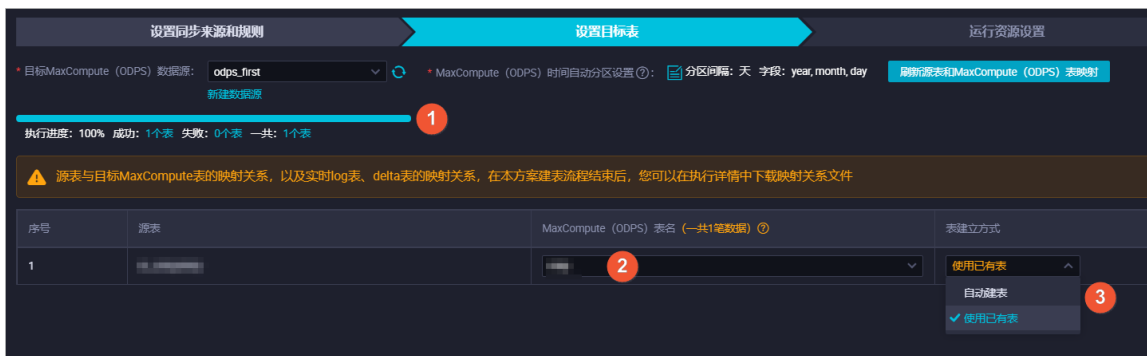 设置同步来源和规则 设置目标表 运行资源设置
* 目标MaxCompute（ODPS）数据源： odps_first * MaxCompute（ODPS）时间自动分区设置?： 分区间隔：天 字段：year, month, day 刷新源表和MaxCompute（ODPS）表映射
新建数据源
1
执行进度：100% 成功：1个表 失败：0个表 一共：1个表
源表与目标MaxCompute表的映射关系，以及实时log表、delta表的映射关系，在本方案建表流程结束后，您可以在执行详情中下载映射关系文件
序号 源表 MaxCompute（ODPS）表名（一共1笔数据）? 表建立方式
1 2 使用已有表
自动建表 3
使用已有表